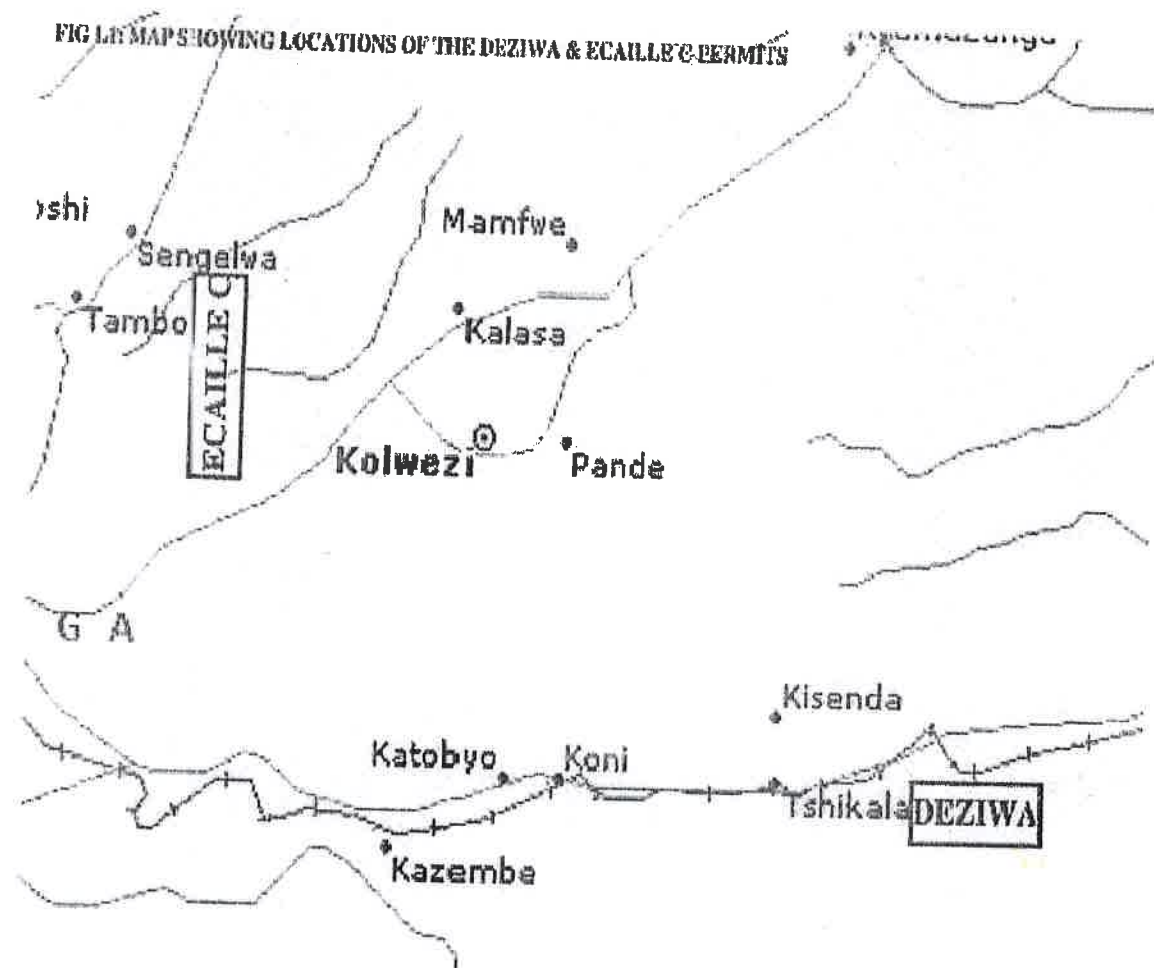 FIG 1.1: MAP SHOWING LOCATIONS OF THE DEZIWA & ECAILLE C PERMITS
Mamfwe
Sengelwa
Tambo
ECAILLE C
Kalasa
Kolwezi
Pande
G A
Kisenda
Katobyo
Koni
Tshikala
DEZIWA
Kazembe